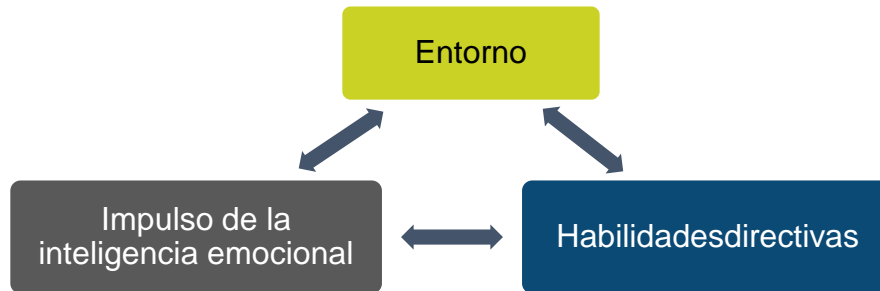 Entorno
Impulso de la
inteligencia emocional
Habilidadesdirectivas